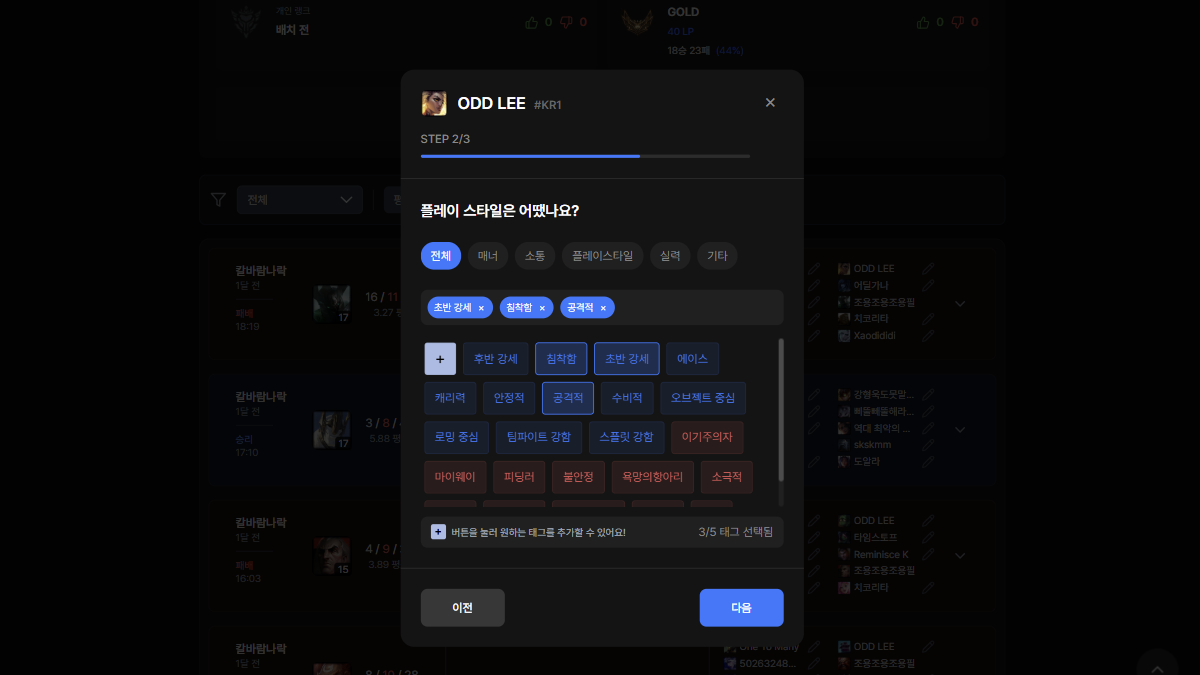 개인 랭크
배치 전
0 0
GOLD
40 LP
18승 23패 (44%)
0 0
ODD LEE #KR1
STEP 2/3
전체
플레이 스타일은 어땠나요?
전체 매너 소통 플레이스타일 실력 기타
초반 강세 × 침착함 × 공격적 ×
+ 후반 강세 침착함 초반 강세 에이스
캐리력 안정적 공격적 수비적 오브젝트 중심
로밍 중심 팀파이트 강함 스플릿 강함 이기주의자
마이웨이 피딩러 불안정 욕망의항아리 소극적
+ 버튼을 눌러 원하는 태그를 추가할 수 있어요! 3/5 태그 선택됨
이전 다음
칼바람나락
1달 전
패배
18:19
17
16 / 11
3.27
ODD LEE
어딜가니
조용조용조용필
치코리타
Xaodididi
칼바람나락
1달 전
승리
17:10
17
3 / 8 /
5.88 평
강형욱도못말...
삐뚤삐뚤해라...
역대 최악의 ...
skskmm
도말라
칼바람나락
1달 전
패배
16:03
15
4 / 9 /
3.89 평
ODD LEE
타임스토프
Reminisce K
조용조용조용필
치코리타
칼바람나락
1달 전
One To Many
50263248...
ODD LEE
조용조용조용필